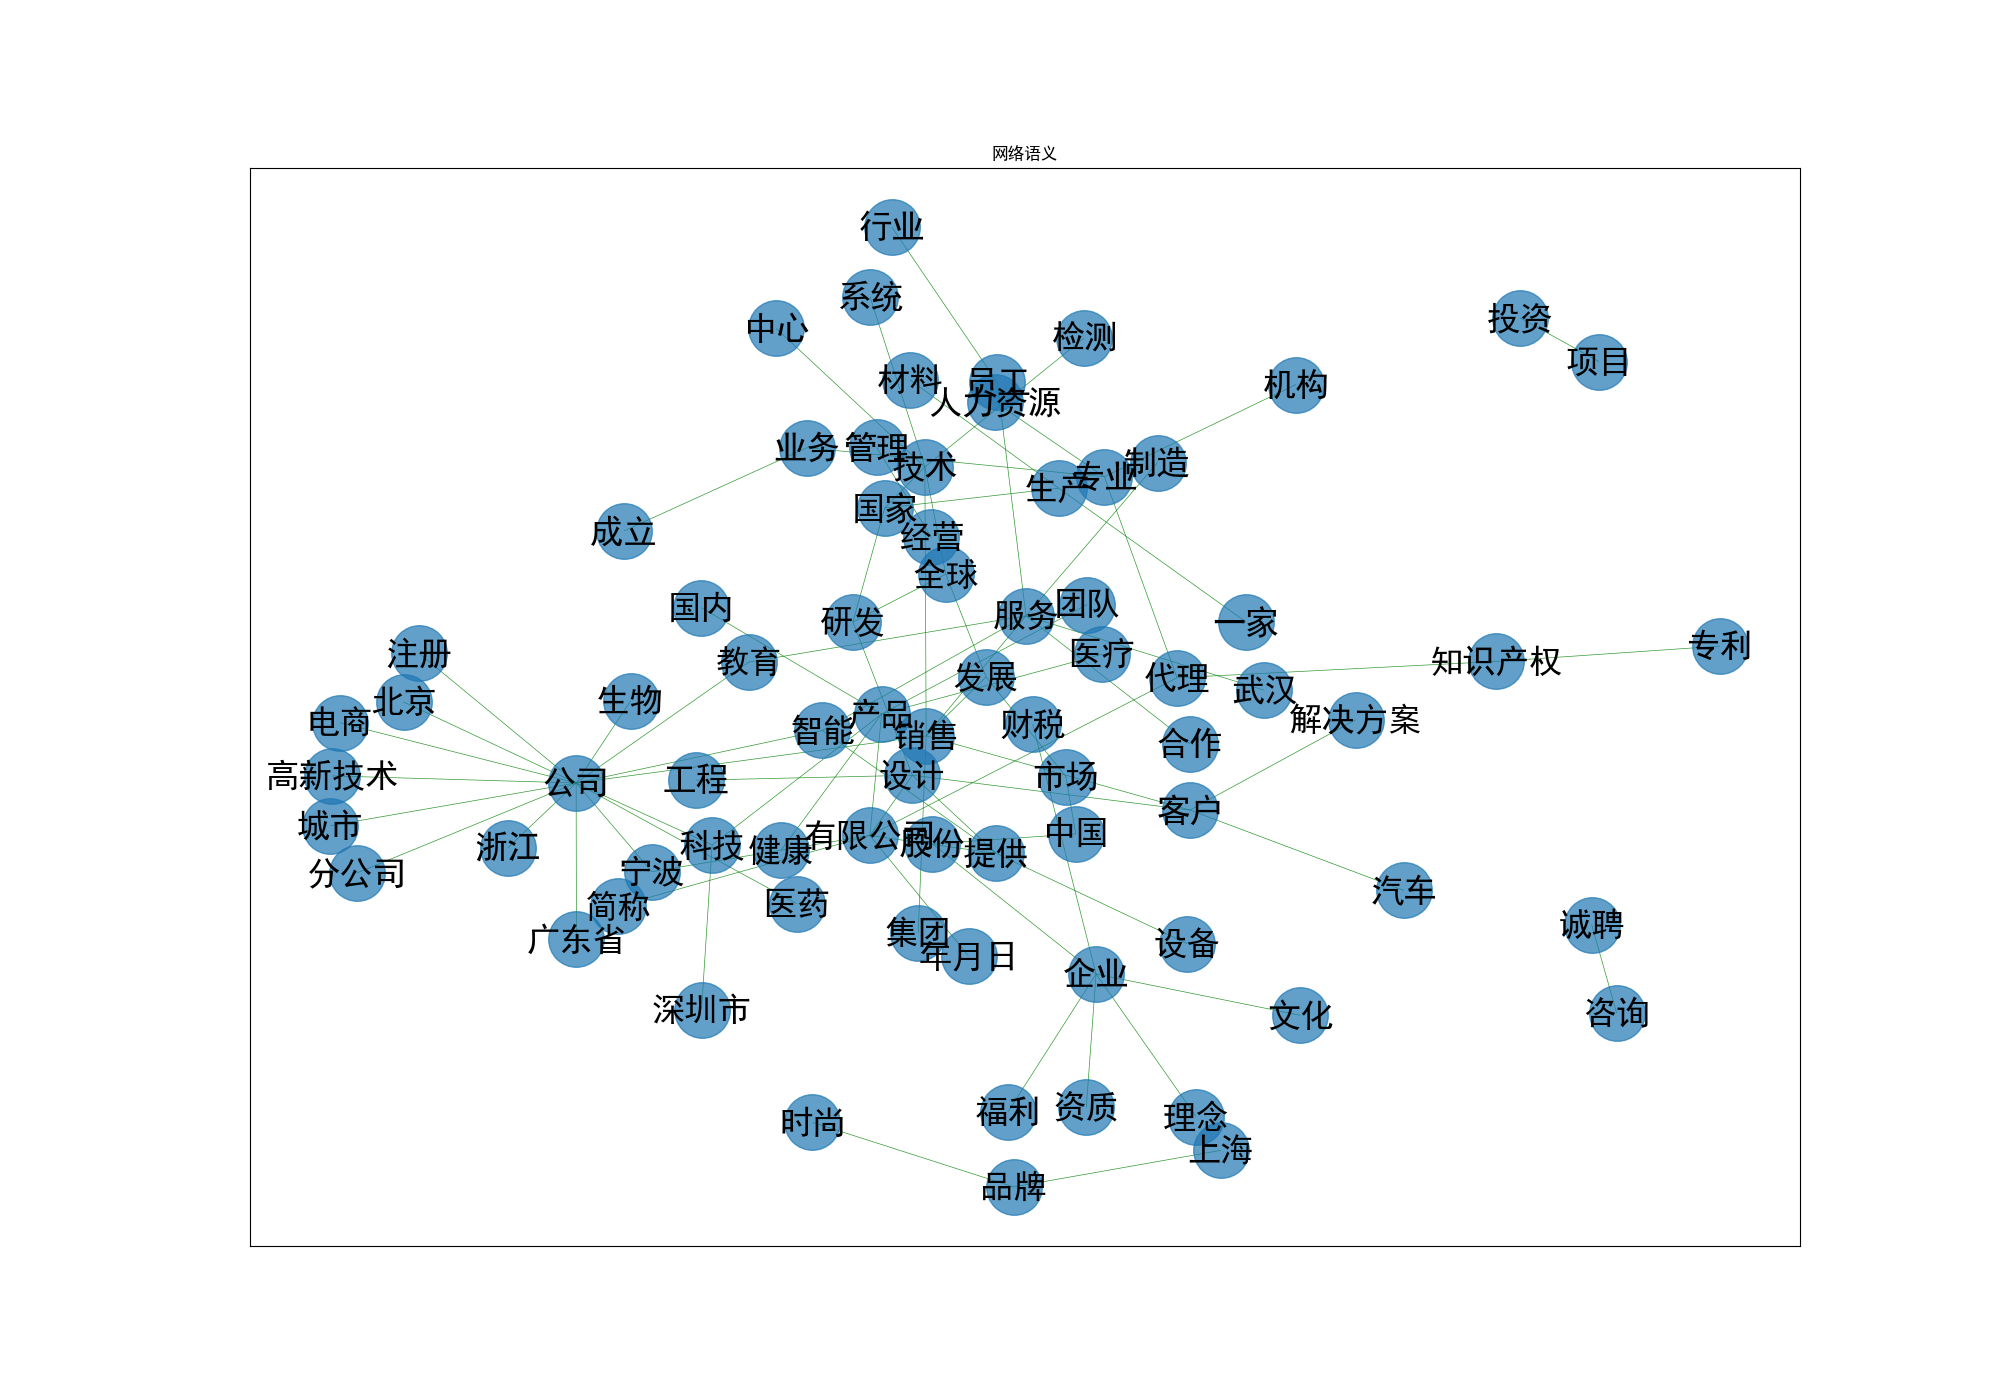 网络语义
行业
系统
中心
投资
检测
项目
材料
员工
机构
人力资源
业务
管理
技术
制造
专业
生产
国家
成立
经营
全球
国内
研发
服务
团队
一家
注册
教育
发展
医疗
代理
武汉
知识产权
专利
北京
电商
生物
智能
产品
销售
财税
合作
解决方案
高新技术
公司
工程
设计
市场
客户
城市
分公司
浙江
宁波
科技
健康
有限公司
股份
提供
中国
简称
医药
汽车
广东省
集团
年月日
设备
诚聘
深圳市
企业
文化
咨询
时尚
福利
资质
理念
上海
品牌